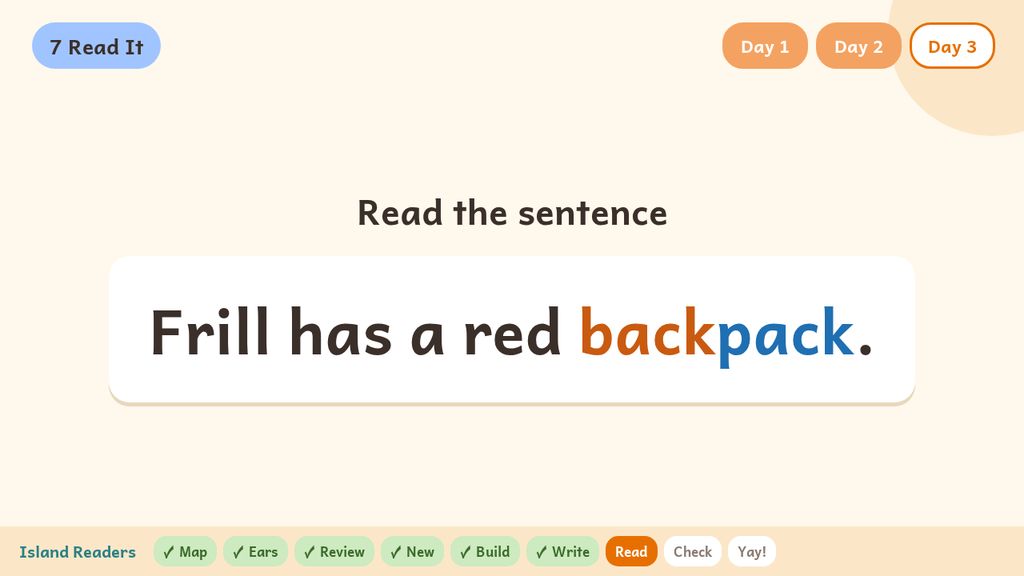 7 Read It
Day 1 Day 2 Day 3
Read the sentence
Frill has a red backpack.
Island Readers ✓ Map ✓ Ears ✓ Review ✓ New ✓ Build ✓ Write Read Check Yay!